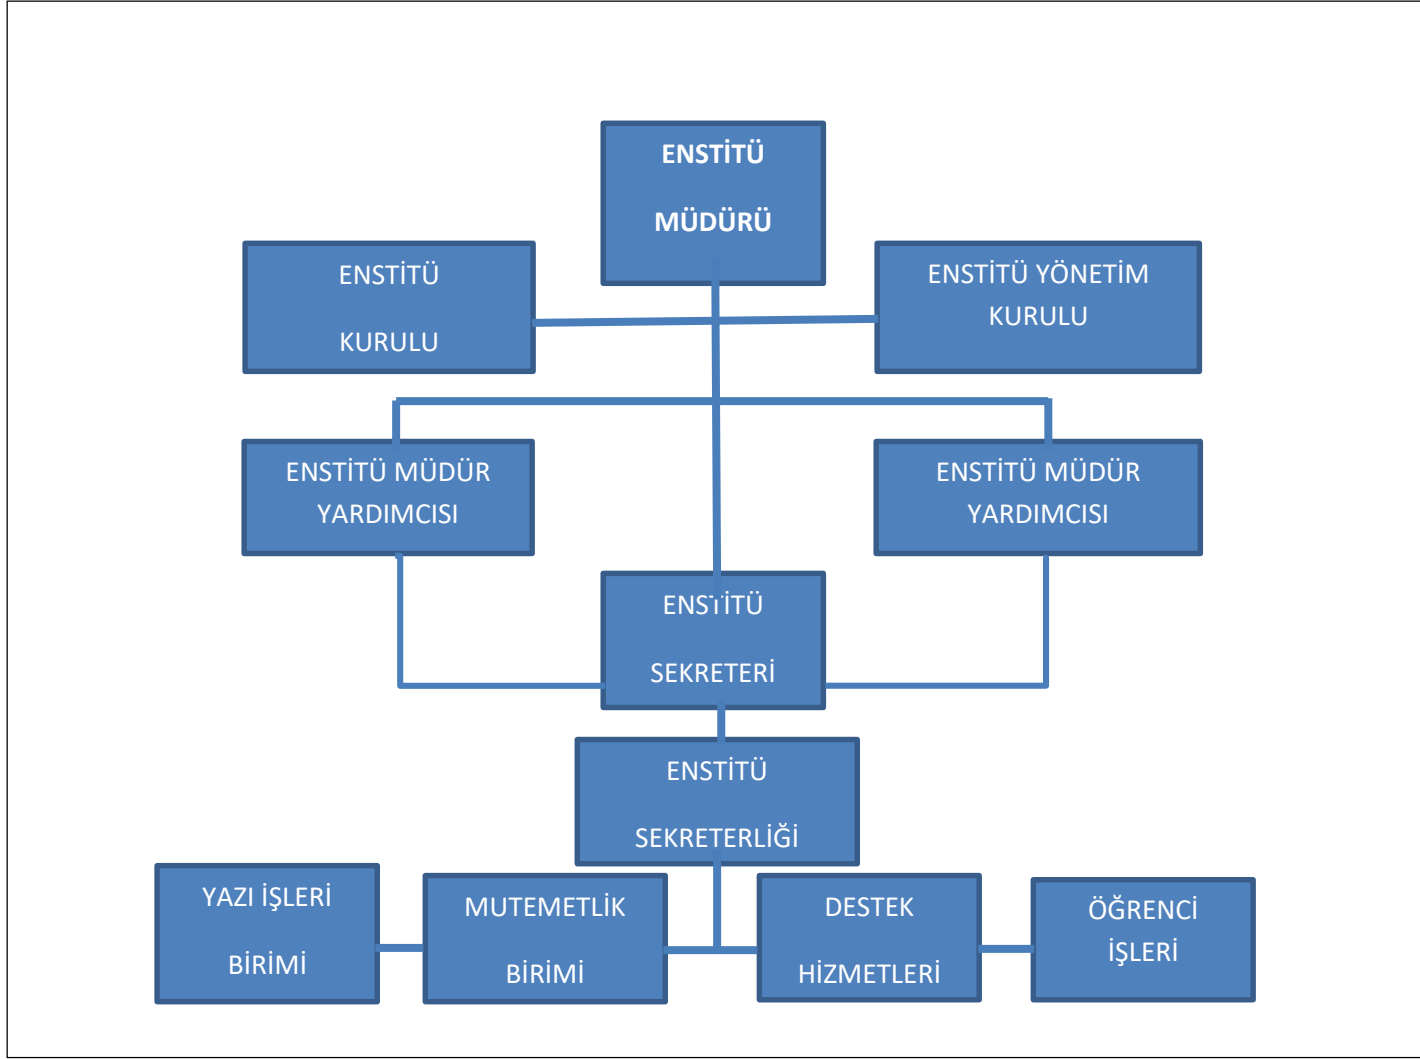 ENSTİTÜ
MÜDÜRÜ
ENSTİTÜ
KURULU
ENSTİTÜ YÖNETİM
KURULU
ENSTİTÜ MÜDÜR
YARDIMCISI
ENSTİTÜ MÜDÜR
YARDIMCISI
ENSTİTÜ
SEKRETERİ
ENSTİTÜ
SEKRETERLİĞİ
YAZI İŞLERİ
BİRİMİ
MUTEMETLİK
BİRİMİ
DESTEK
HİZMETLERİ
ÖĞRENCİ
İŞLERİ